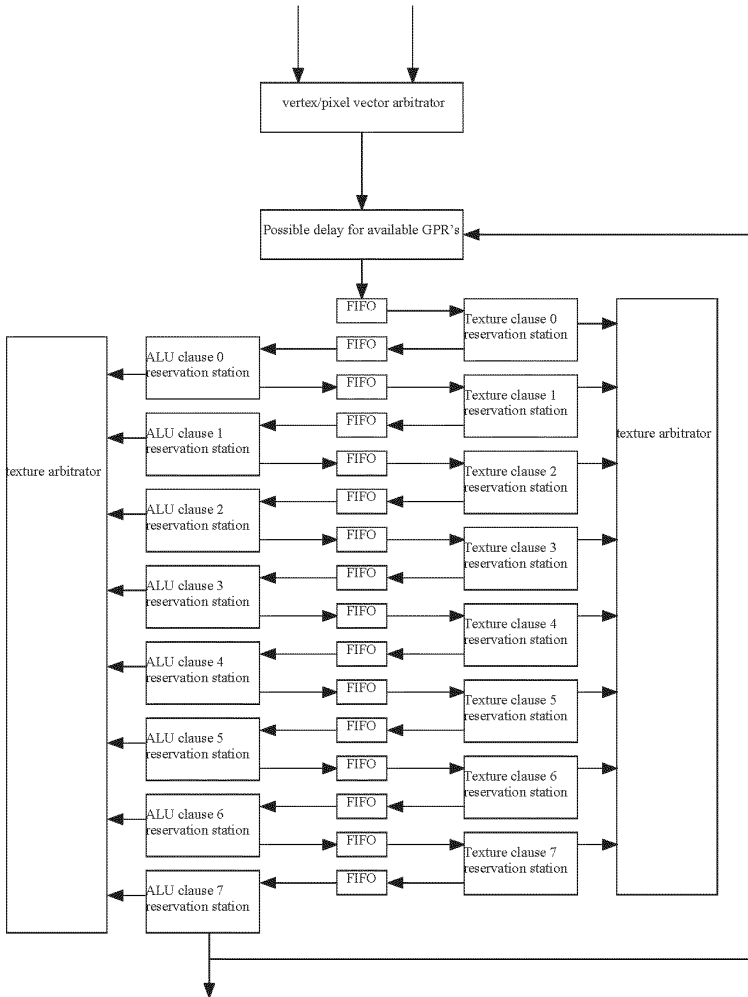 vertex/pixel vector arbitrator
Possible delay for available GPR's
FIFO
Texture clause 0
reservation station
FIFO
ALU clause 0
reservation station
FIFO
Texture clause 1
reservation station
FIFO
ALU clause 1
reservation station
texture arbitrator
texture arbitrator
FIFO
Texture clause 2
reservation station
FIFO
ALU clause 2
reservation station
FIFO
Texture clause 3
reservation station
FIFO
ALU clause 3
reservation station
FIFO
Texture clause 4
reservation station
FIFO
ALU clause 4
reservation station
FIFO
Texture clause 5
reservation station
FIFO
ALU clause 5
reservation station
FIFO
Texture clause 6
reservation station
FIFO
ALU clause 6
reservation station
FIFO
Texture clause 7
reservation station
FIFO
ALU clause 7
reservation station